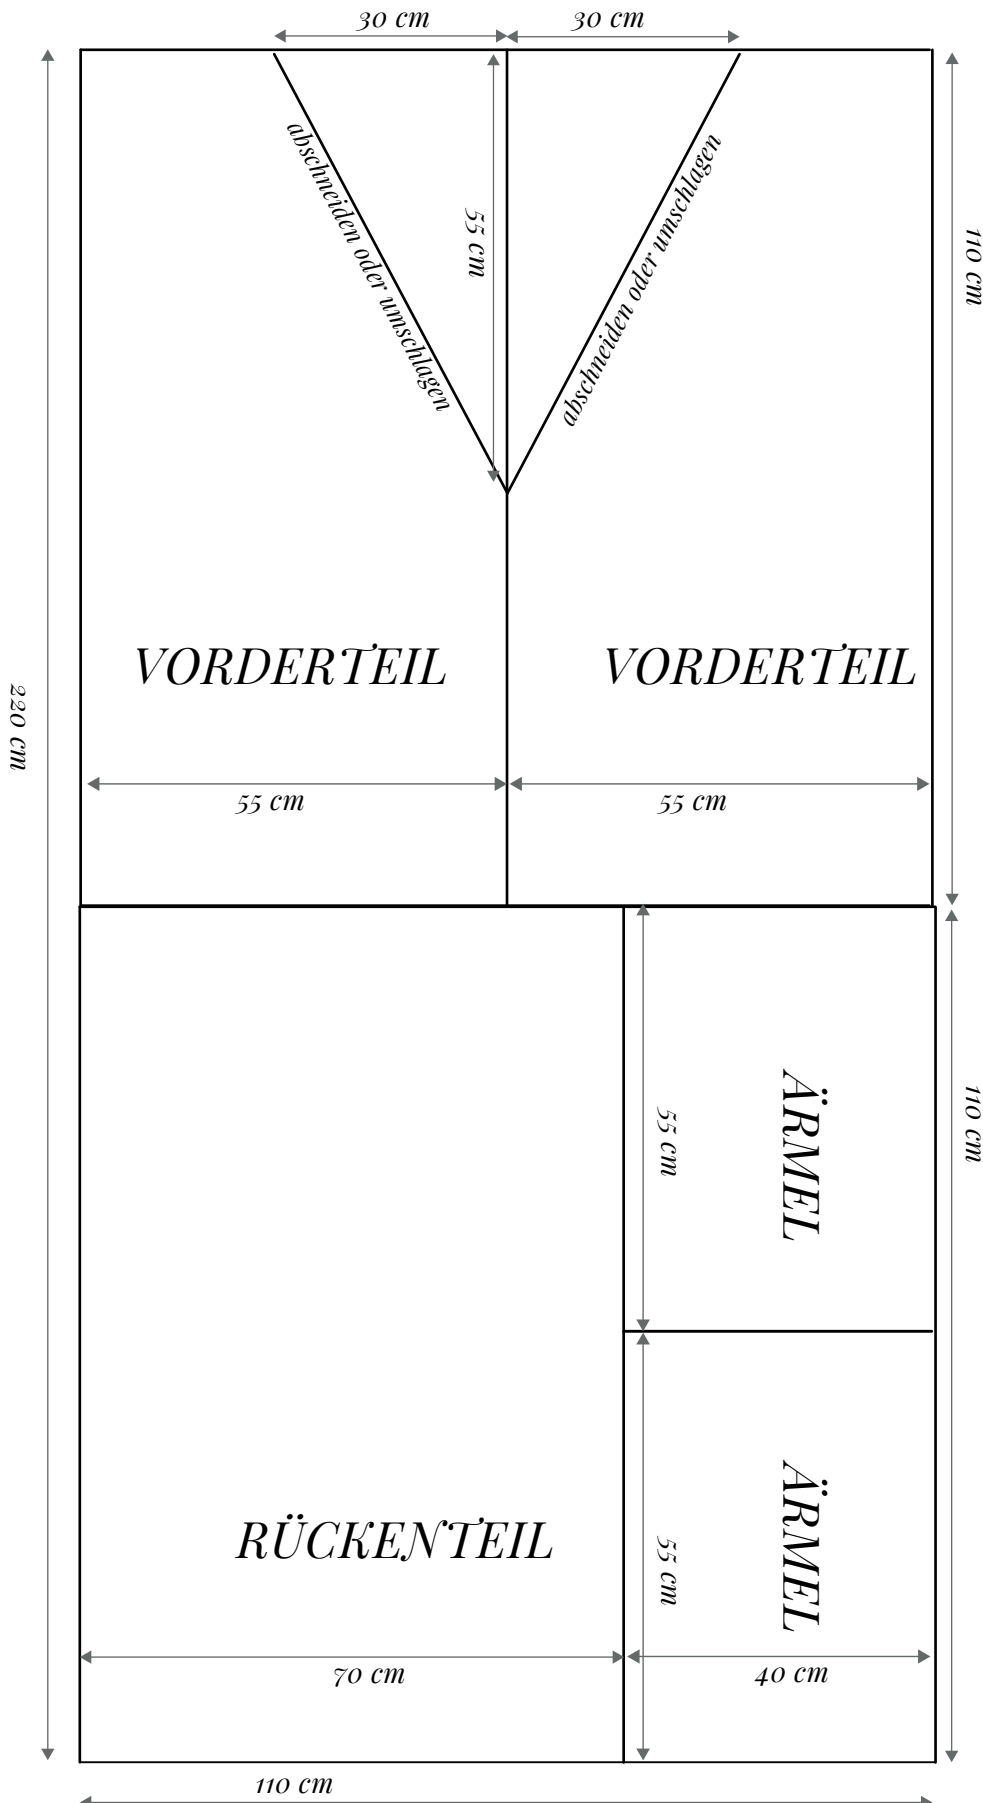 30 cm
30 cm
abschneiden oder umschlagen
55 cm
abschneiden oder umschlagen
110 cm
VORDERTEIL
VORDERTEIL
220 cm
55 cm
55 cm
55 cm
ÄRMEL
110 cm
RÜCKENTEIL
55 cm
ÄRMEL
70 cm
40 cm
110 cm